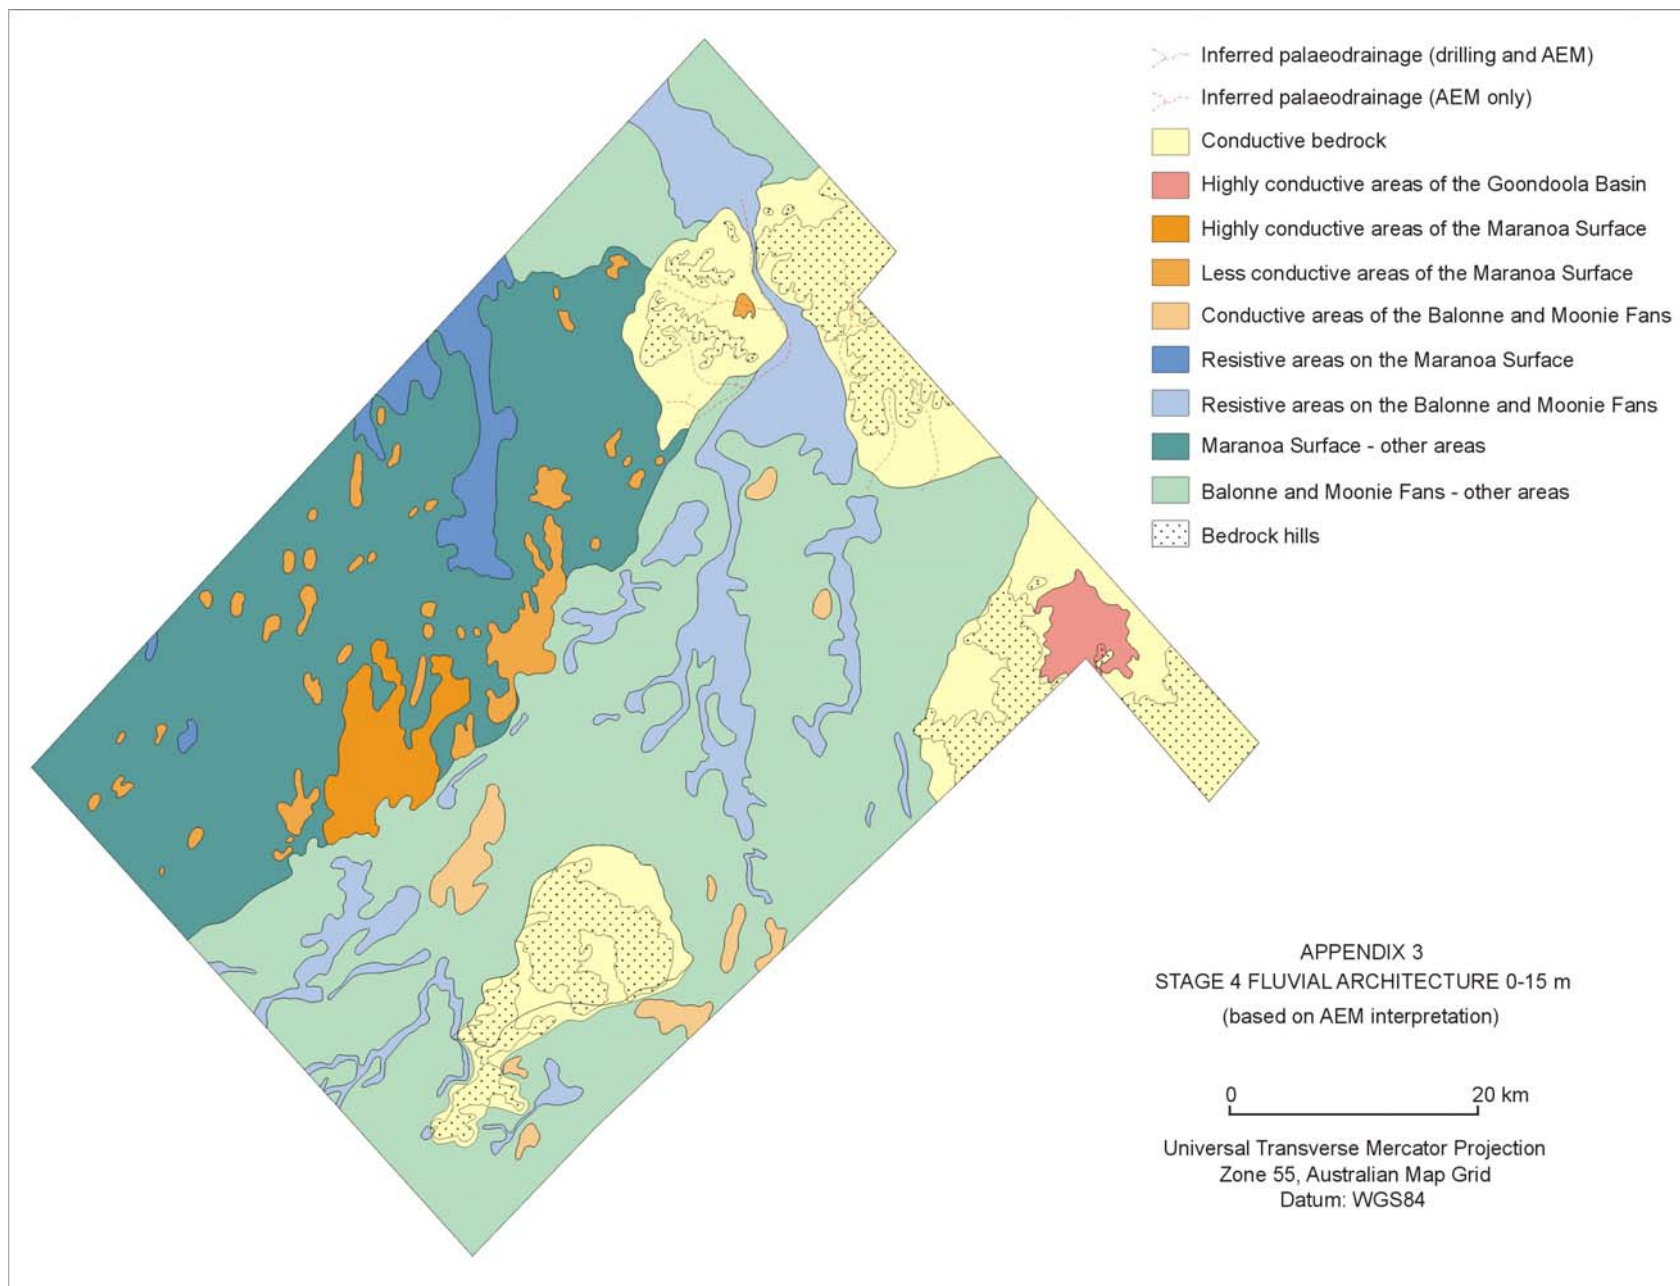 Inferred palaeodrainage (drilling and AEM)
Inferred palaeodrainage (AEM only)
Conductive bedrock
Highly conductive areas of the Goondoola Basin
Highly conductive areas of the Maranoa Surface
Less conductive areas of the Maranoa Surface
Conductive areas of the Balonne and Moonie Fans
Resistive areas on the Maranoa Surface
Resistive areas on the Balonne and Moonie Fans
Maranoa Surface - other areas
Balonne and Moonie Fans - other areas
Bedrock hills
APPENDIX 3
STAGE 4 FLUVIAL ARCHITECTURE 0-15 m
(based on AEM interpretation)
0 20 km
Universal Transverse Mercator Projection
Zone 55, Australian Map Grid
Datum: WGS84